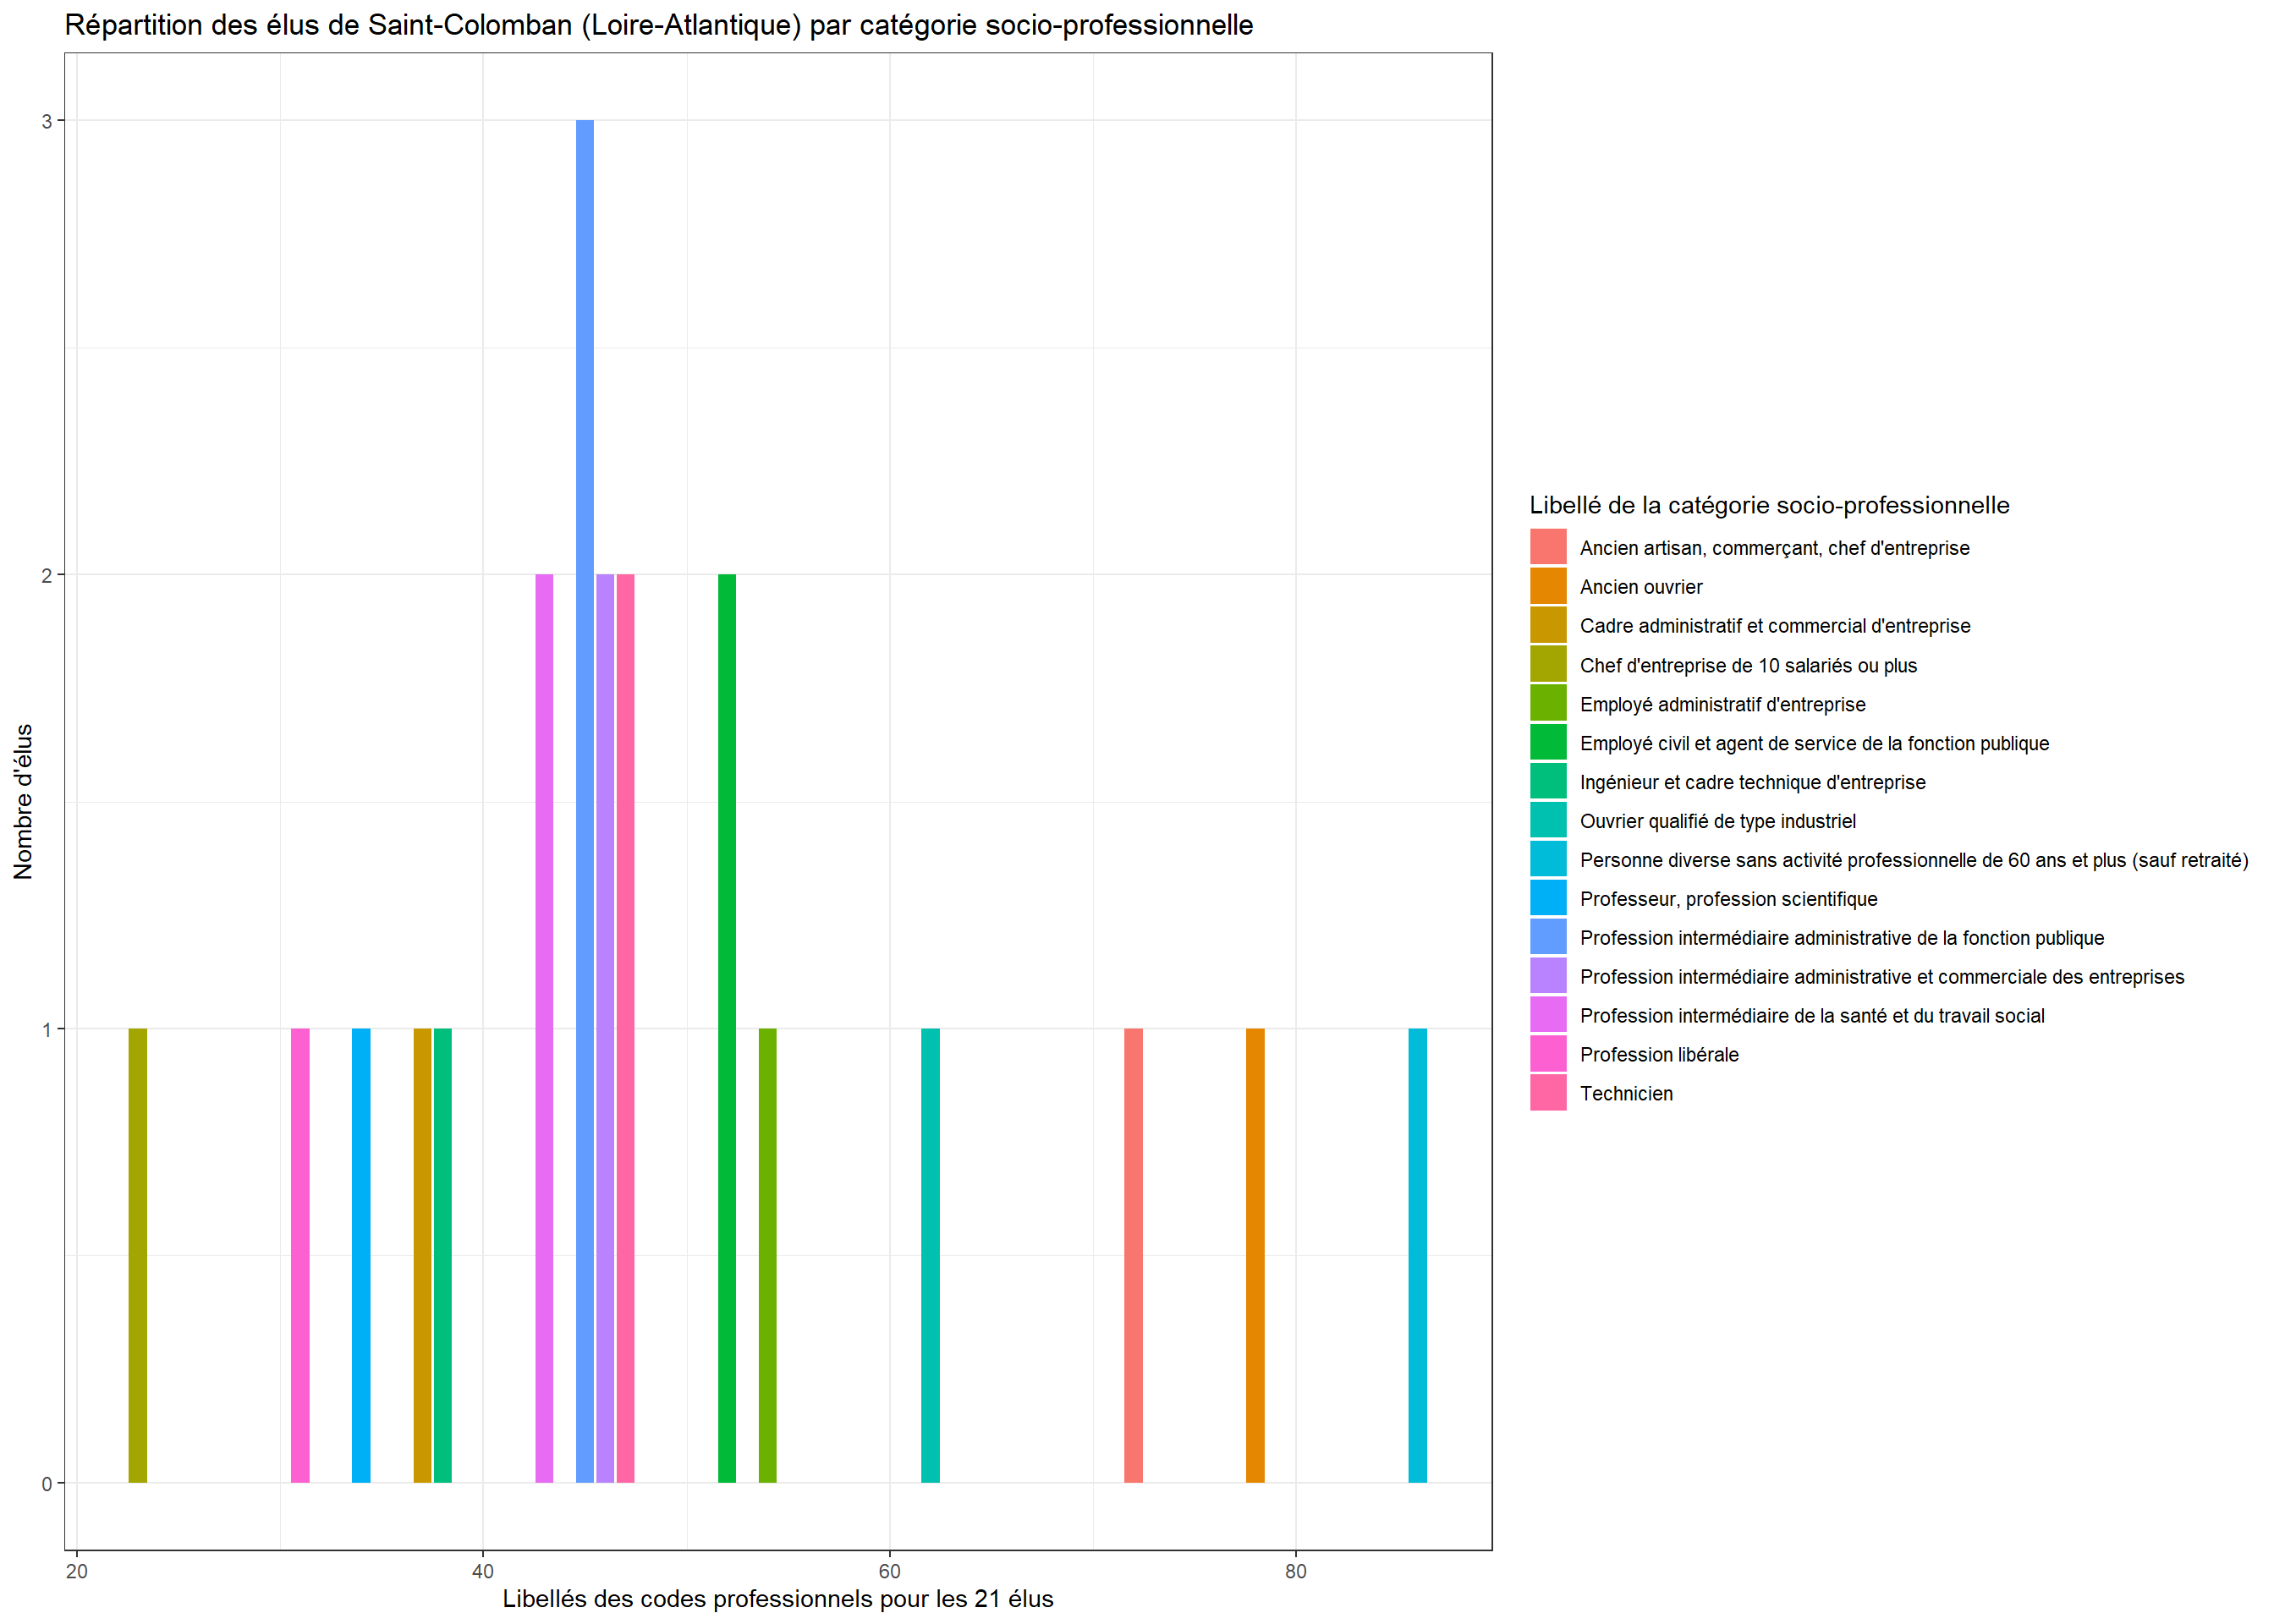 Répartition des élus de Saint-Colomban (Loire-Atlantique) par catégorie socio-professionnelle
3
2
1
0
Nombre d'élus
20
40
60
80
Libellés des codes professionnels pour les 21 élus
Libellé de la catégorie socio-professionnelle
Ancien artisan, commerçant, chef d'entreprise
Ancien ouvrier
Cadre administratif et commercial d'entreprise
Chef d'entreprise de 10 salariés ou plus
Employé administratif d'entreprise
Employé civil et agent de service de la fonction publique
Ingénieur et cadre technique d'entreprise
Ouvrier qualifié de type industriel
Personne diverse sans activité professionnelle de 60 ans et plus (sauf retraité)
Professeur, profession scientifique
Profession intermédiaire administrative de la fonction publique
Profession intermédiaire administrative et commerciale des entreprises
Profession intermédiaire de la santé et du travail social
Profession libérale
Technicien